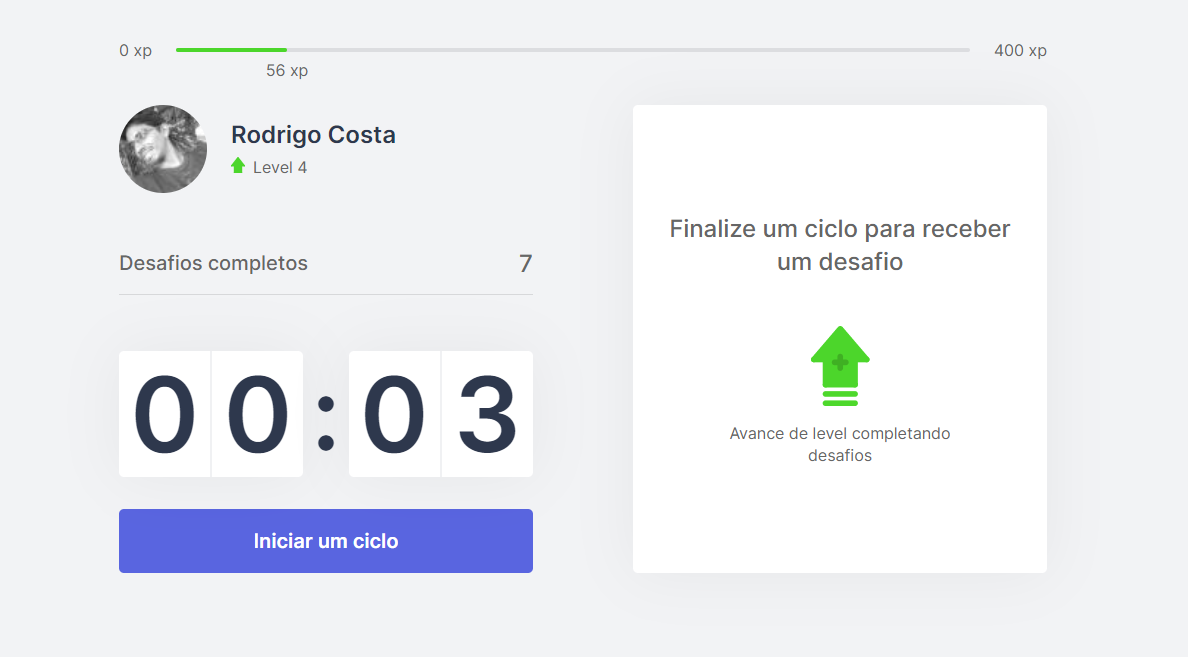 0 xp
400 xp
56 xp
Rodrigo Costa
Level 4
Desafios completos
7
00:03
Iniciar um ciclo
Finalize um ciclo para receber
um desafio
Avance de level completando
desafios